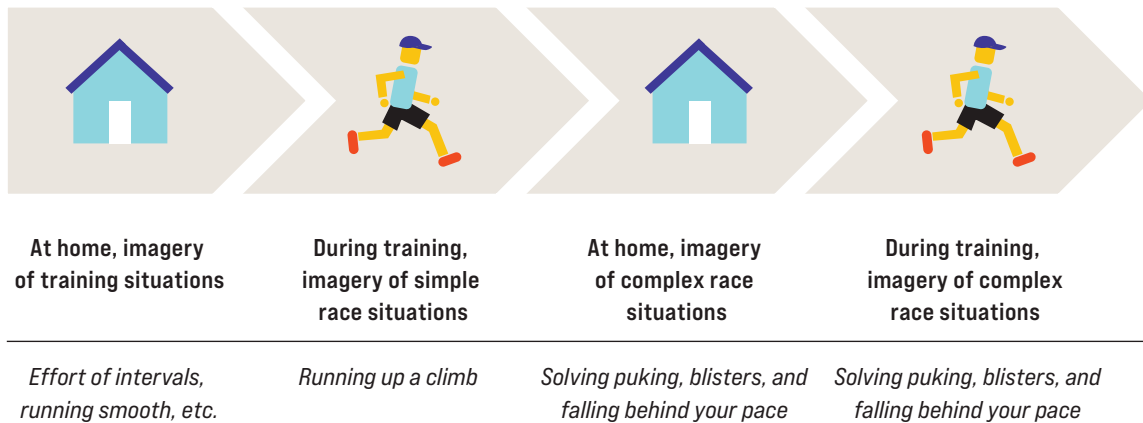 At home, imagery
of training situations
During training,
imagery of simple
race situations
At home, imagery
of complex race
situations
During training,
imagery of complex
race situations
Effort of intervals,
running smooth, etc.
Running up a climb
Solving puking, blisters, and
falling behind your pace
Solving puking, blisters, and
falling behind your pace